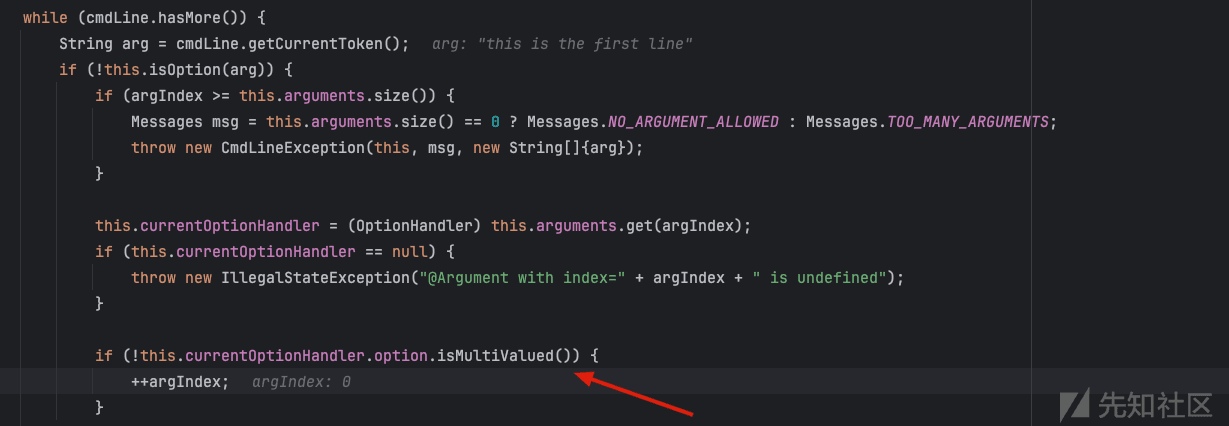 while (cmdLine.hasMore()) {
String arg = cmdLine.getCurrentToken(); arg: "this is the first line"
if (!this.isOption(arg)) {
if (argIndex >= this.arguments.size()) {
Messages msg = this.arguments.size() == 0 ? Messages.NO_ARGUMENT_ALLOWED : Messages.TOO_MANY_ARGUMENTS;
throw new CmdLineException(this, msg, new String[]{arg});
}
this.currentOptionHandler = (OptionHandler) this.arguments.get(argIndex);
if (this.currentOptionHandler == null) {
throw new IllegalStateException("@Argument with index=" + argIndex + " is undefined");
}
if (!this.currentOptionHandler.option.isMultiValued()) {
++argIndex; argIndex: 0
}
先知社区